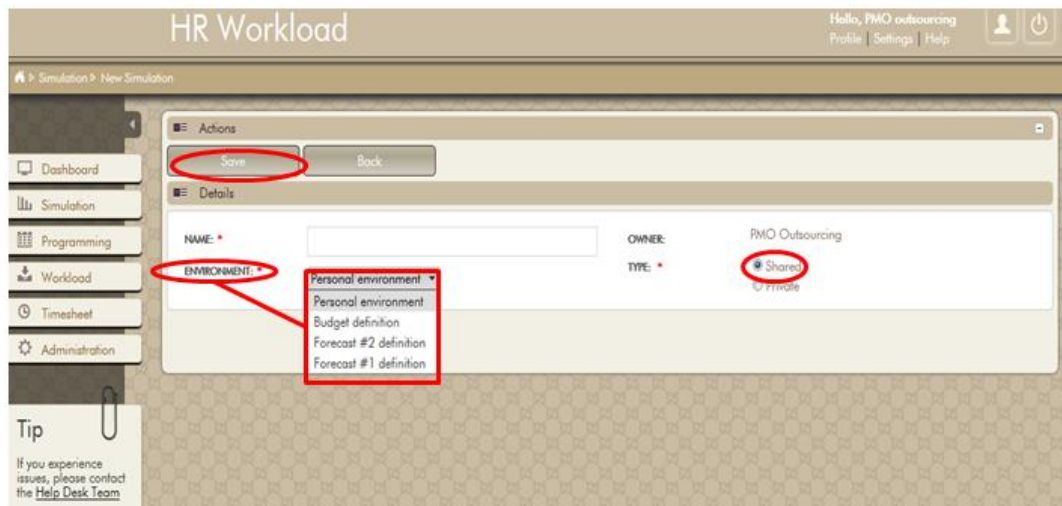 HR Workload
Hello, PMO outsourcing
Profile | Settings | Help
> Simulation > New Simulation
Actions
Save Back
Details
NAME: * OWNER: PMO Outsourcing
ENVIRONMENT: * Personal environment TYPE: * Shared
Private
Personal environment
Budget definition
Forecast #2 definition
Forecast #1 definition
Dashboard
Simulation
Programming
Workload
Timesheet
Administration
Tip
If you experience
issues, please contact
the Help Desk Team